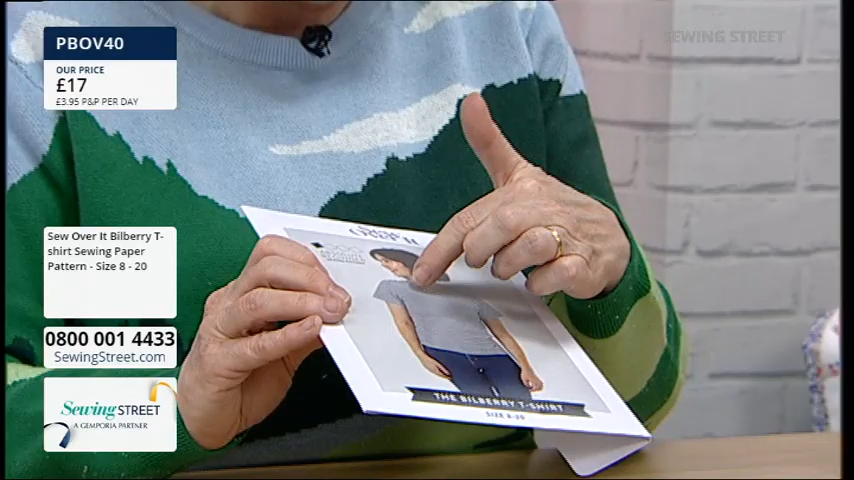 PBOV40
OUR PRICE
£17
£3.95 P&P PER DAY
SEWING STREET
Sew Over It Bilberry T-
shirt Sewing Paper
Pattern - Size 8 - 20
0800 001 4433
SewingStreet.com
Sewing STREET
A GEMPORIA PARTNER
THE BILBERRY T-SHIRT
SIZE 8-20